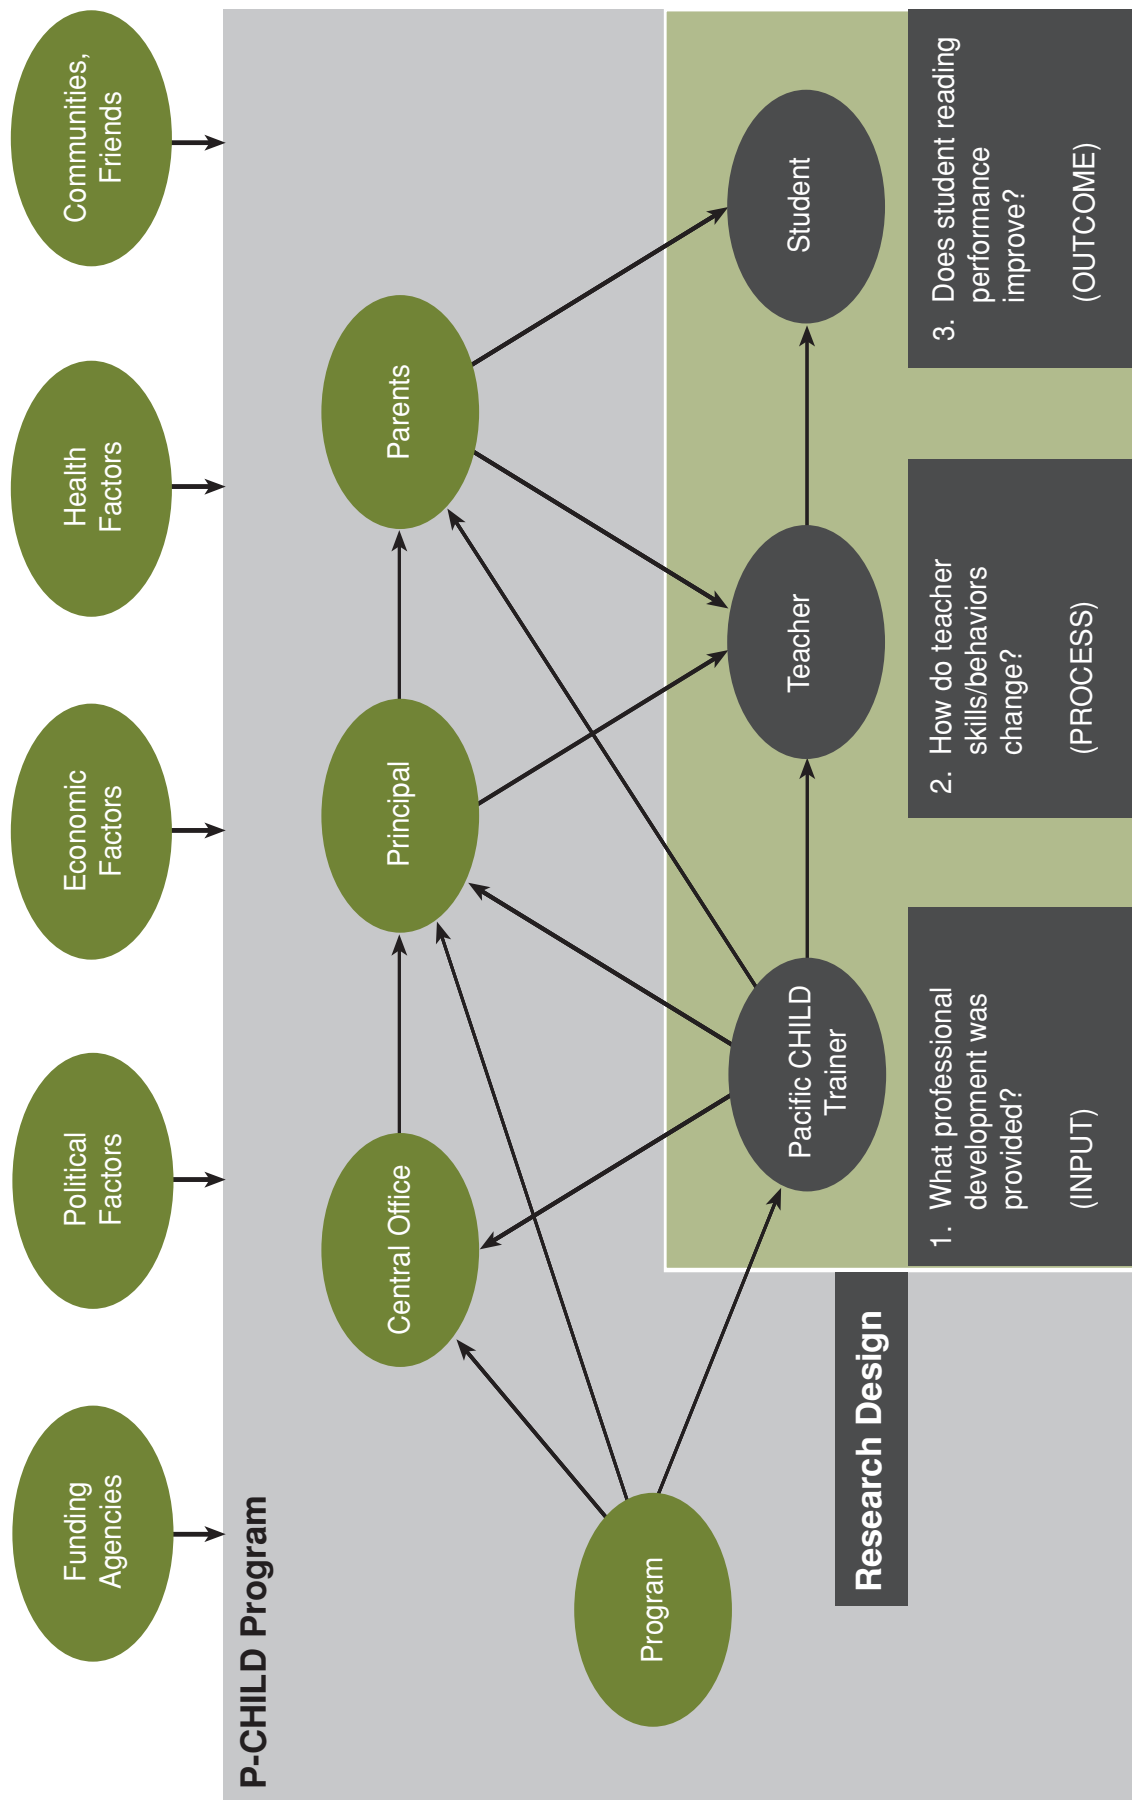 Funding
Agencies
Political
Factors
Economic
Factors
Health
Factors
Communities,
Friends
P-CHILD Program
Central Office
Principal
Parents
Program
Pacific CHILD
Trainer
Teacher
Student
Research Design
1. What professional
development was
provided?
(INPUT)
2. How do teacher
skills/behaviors
change?
(PROCESS)
3. Does student reading
performance
improve?
(OUTCOME)